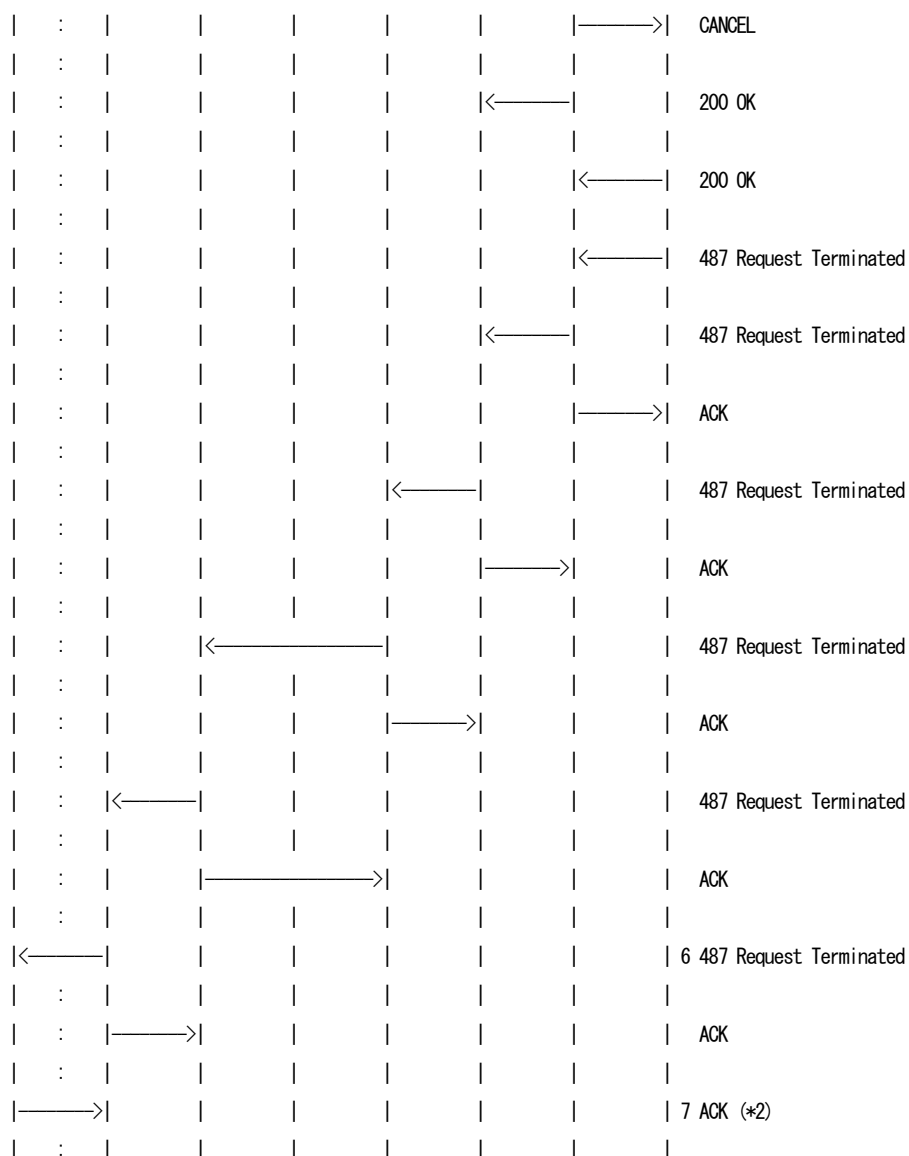 CANCEL
200 OK
200 OK
487 Request Terminated
487 Request Terminated
ACK
487 Request Terminated
ACK
487 Request Terminated
ACK
487 Request Terminated
ACK
6 487 Request Terminated
ACK
7 ACK (*2)